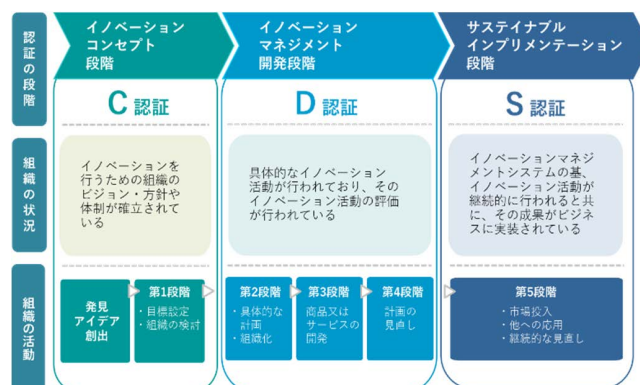 認証の段階
イノベーション
コンセプト
段階
イノベーション
マネジメント
開発段階
サステイナブル
インプリメンテーション
段階
C 認証
D 認証
S 認証
組織の状況
イノベーションを
行うための組織の
ビジョン・方針や
体制が確立されて
いる
具体的なイノベーション
活動が行われており、その
イノベーション活動の評価
が行われている
イノベーションマネジ
メントシステムの基、
イノベーション活動が
継続的に行われると共
に、その成果がビジネ
スに実装されている
組織の活動
発見
アイデア
創出
第1段階
・目標設定
・組織の検討
第2段階
・具体的な
計画
・組織化
第3段階
商品又は
サービスの
開発
第4段階
計画の
見直し
第5段階
・市場投入
・他への応用
・継続的な見直し